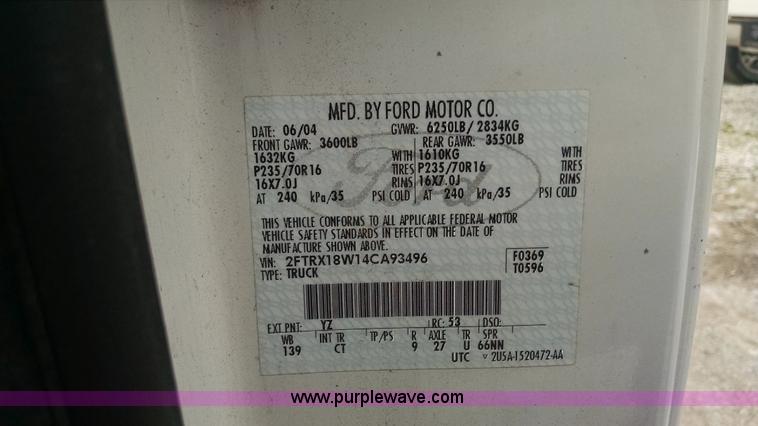 MFD. BY FORD MOTOR CO.
DATE: 06/04 GVWR: 6250LB/ 2834KG
FRONT GAWR: 3600LB REAR GAWR: 3550LB
1632KG WITH 1610KG WITH
P235/70R16 TIRES P235/70R16 TIRES
16X7.0J RIMS 16X7.0J RIMS
AT 240 kPa/35 PSI COLD AT 240 kPa/35 PSI COLD
Ford
THIS VEHICLE CONFORMS TO ALL APPLICABLE FEDERAL MOTOR
VEHICLE SAFETY STANDARDS IN EFFECT ON THE DATE OF
MANUFACTURE SHOWN ABOVE.
VIN: 2FTRX18W14CA93496 F0369
TYPE: TRUCK T0596
EXT PNT: YZ RC: 53 DSO:
WB INT TR TP/PS R AXLE TR SPR
139 CT 9 27 U 66NN
UTC ▽ 2U5A-1520472-AA
www.purplewave.com